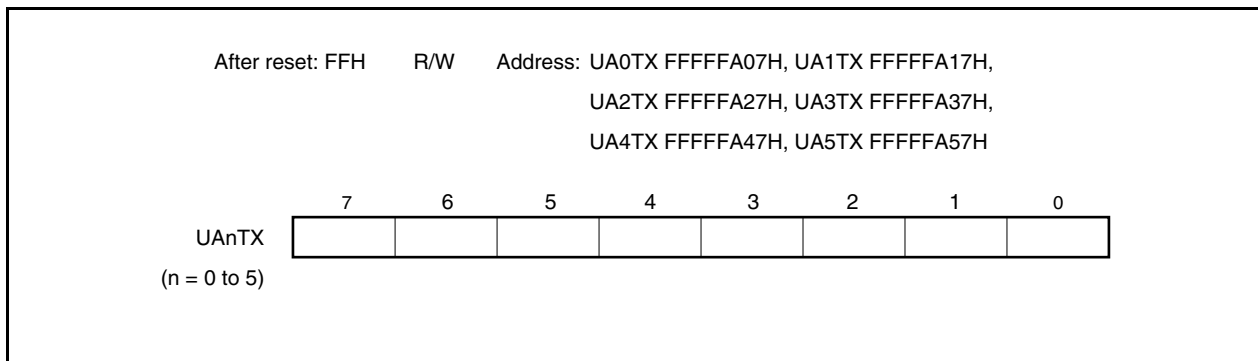 After reset: FFH R/W Address: UA0TX FFFFFA07H, UA1TX FFFFFA17H,
UA2TX FFFFFA27H, UA3TX FFFFFA37H,
UA4TX FFFFFA47H, UA5TX FFFFFA57H
7 6 5 4 3 2 1 0
UAnTX
(n = 0 to 5)